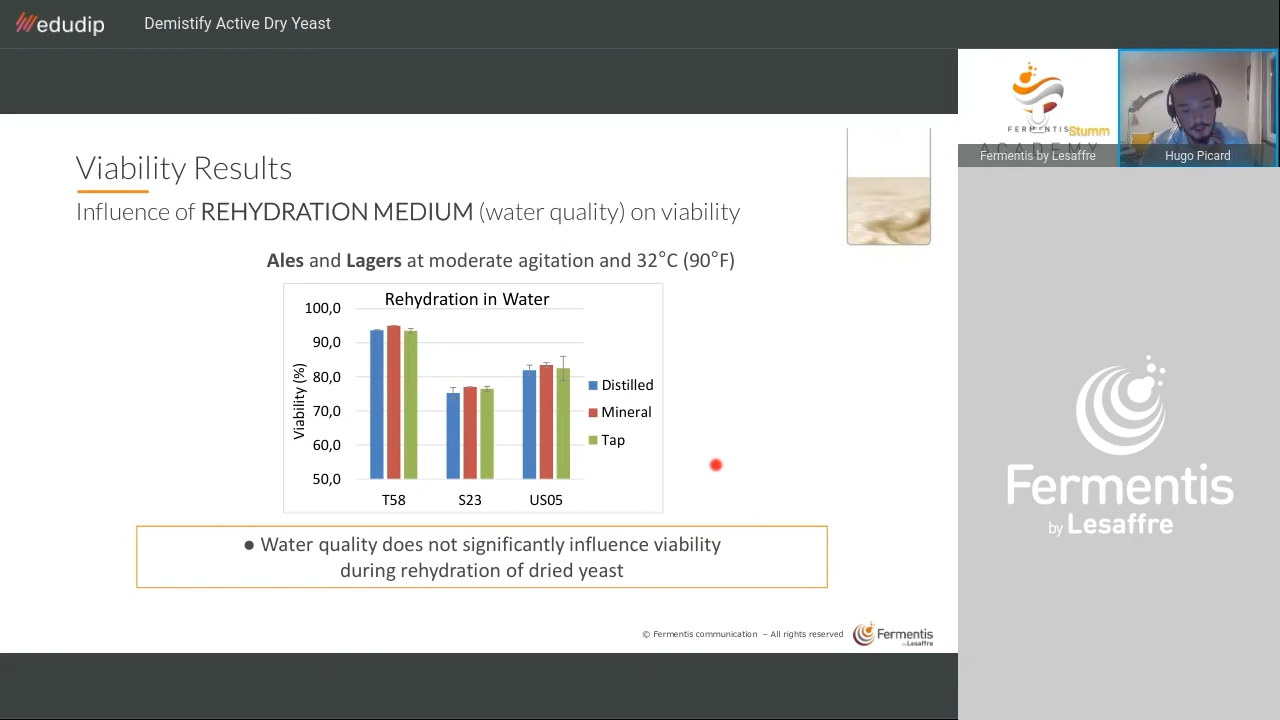 edudip
Demistify Active Dry Yeast
FERMENTIS
Stumm
ACADEMY
Fermentis by Lesaffre
Hugo Picard
Viability Results
Influence of REHYDRATION MEDIUM (water quality) on viability
Ales and Lagers at moderate agitation and 32°C (90°F)
Rehydration in Water
Viability (%)
100,0
90,0
80,0
70,0
60,0
50,0
T58 S23 US05
Distilled
Mineral
Tap
● Water quality does not significantly influence viability
during rehydration of dried yeast
© Fermentis communication – All rights reserved
Fermentis
by Lesaffre
Fermentis
by Lesaffre